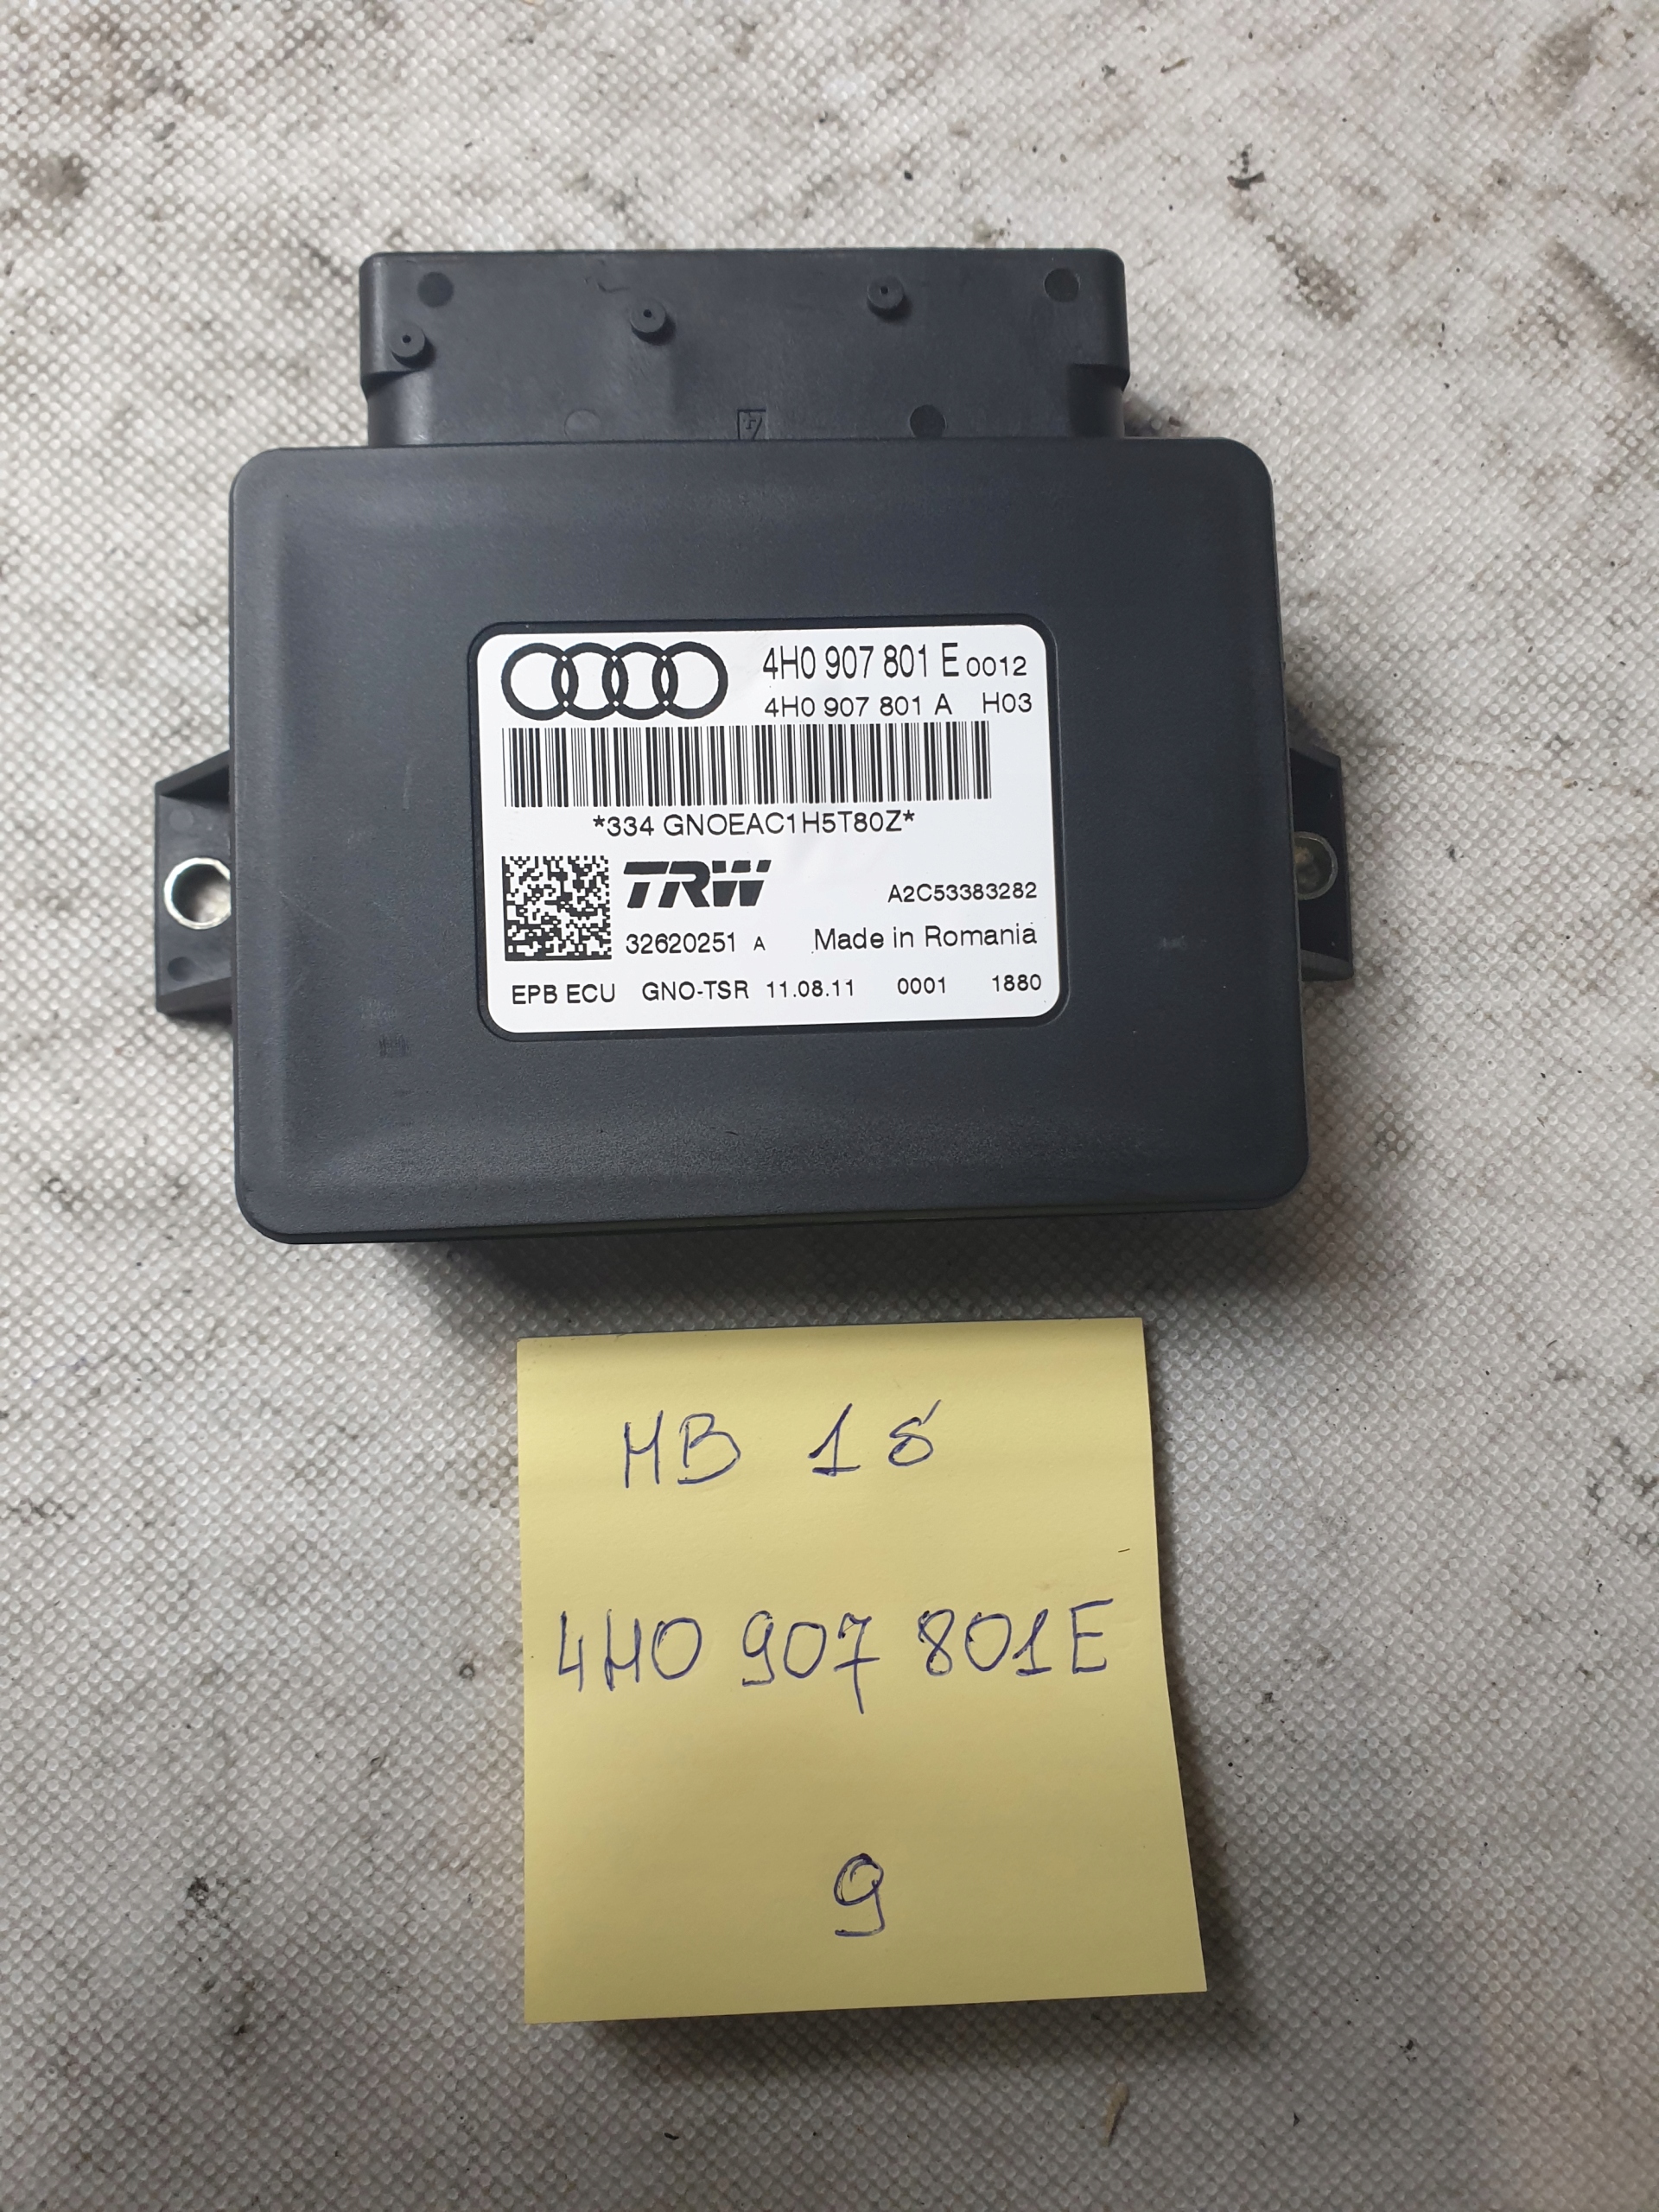 4H0 907 801 E 0012
4H0 907 801 A H03
*334 GNOEAC1H5T80Z*
TRW
A2C53383282
32620251 A Made in Romania
EPB ECU GNO-TSR 11.08.11 0001 1880
HB 18
4H0 907 801E
9